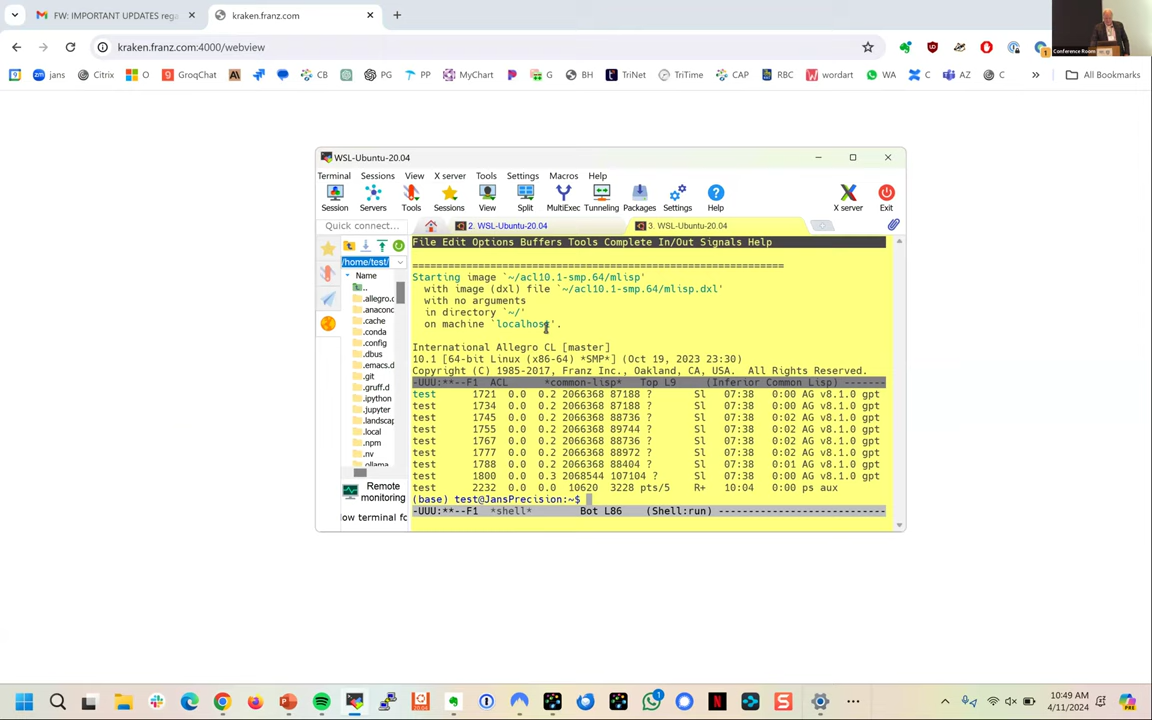 FW: IMPORTANT UPDATES rega
kraken.franz.com
kraken.franz.com:4000/webview
Conference Room
jans
Citrix
O
GroqChat
CB
PG
PP
MyChart
G
BH
TriNet
TriTime
CAP
RBC
wordart
WA
C
AZ
C
All Bookmarks
WSL-Ubuntu-20.04
Terminal Sessions View X server Tools Settings Macros Help
Session Servers Tools Sessions View Split MultiExec Tunneling Packages Settings Help X server Exit
Quick connect...
2. WSL-Ubuntu-20.04
3. WSL-Ubuntu-20.04
/home/test/
Name
..
.allegro.c
.anacond
.cache
.conda
.config
.dbus
.emacs.d
.git
.gruff.d
.ipython
.jupyter
.landscap
.local
.npm
.nv
.ollama
Remote
monitoring
low terminal fc
File Edit Options Buffers Tools Complete In/Out Signals Help
==============================================================
Starting image `~/acl10.1-smp.64/mlisp'
with image (dxl) file `~/acl10.1-smp.64/mlisp.dxl'
with no arguments
in directory `~/'
on machine `localhost'.
International Allegro CL [master]
10.1 [64-bit Linux (x86-64) *SMP*] (Oct 19, 2023 23:30)
Copyright (C) 1985-2017, Franz Inc., Oakland, CA, USA. All Rights Reserved.
-UUU:**--F1 ACL *common-lisp* Top L9 (Inferior Common Lisp) -------
test 1721 0.0 0.2 2066368 87188 ? Sl 07:38 0:00 AG v8.1.0 gpt
test 1734 0.0 0.2 2066368 87188 ? Sl 07:38 0:00 AG v8.1.0 gpt
test 1745 0.0 0.2 2066368 88736 ? Sl 07:38 0:02 AG v8.1.0 gpt
test 1755 0.0 0.2 2066368 89744 ? Sl 07:38 0:02 AG v8.1.0 gpt
test 1767 0.0 0.2 2066368 88736 ? Sl 07:38 0:02 AG v8.1.0 gpt
test 1777 0.0 0.2 2066368 88972 ? Sl 07:38 0:02 AG v8.1.0 gpt
test 1788 0.0 0.2 2066368 88404 ? Sl 07:38 0:01 AG v8.1.0 gpt
test 1800 0.0 0.3 2068544 107104 ? Sl 07:38 0:00 AG v8.1.0 gpt
test 2232 0.0 0.0 10620 3228 pts/5 R+ 10:04 0:00 ps aux
(base) test@JansPrecision:~$
-UUU:**--F1 *shell* Bot L86 (Shell:run) -----------------------
10:49 AM
4/11/2024